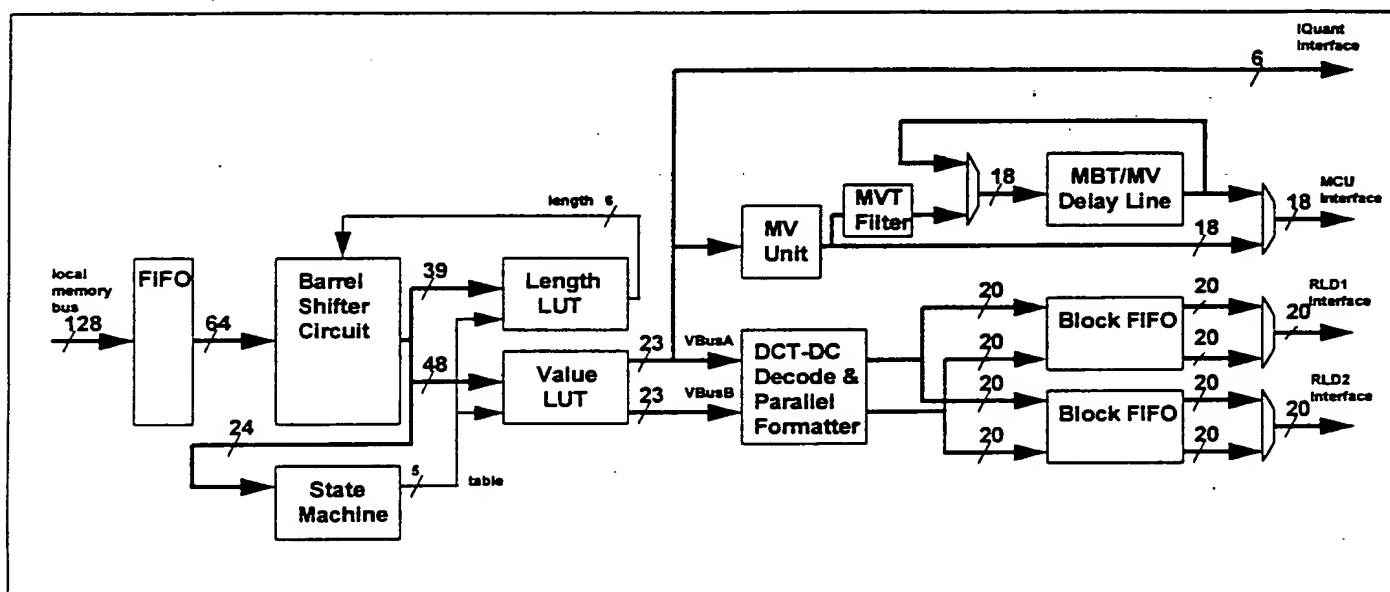 IQuant
Interface
6
MBT/MV
Delay Line
18
MVT
Filter
MCU
Interface
18
MV
Unit
18
length 6
local
memory
bus
128
FIFO
64
Barrel
Shifter
Circuit
39
Length
LUT
48
Value
LUT
23
VBusA
23
VBusB
DCT-DC
Decode &
Parallel
Formatter
20
20
20
20
Block FIFO
20
20
RLD1
Interface
20
Block FIFO
20
20
RLD2
Interface
20
24
State
Machine
5
table